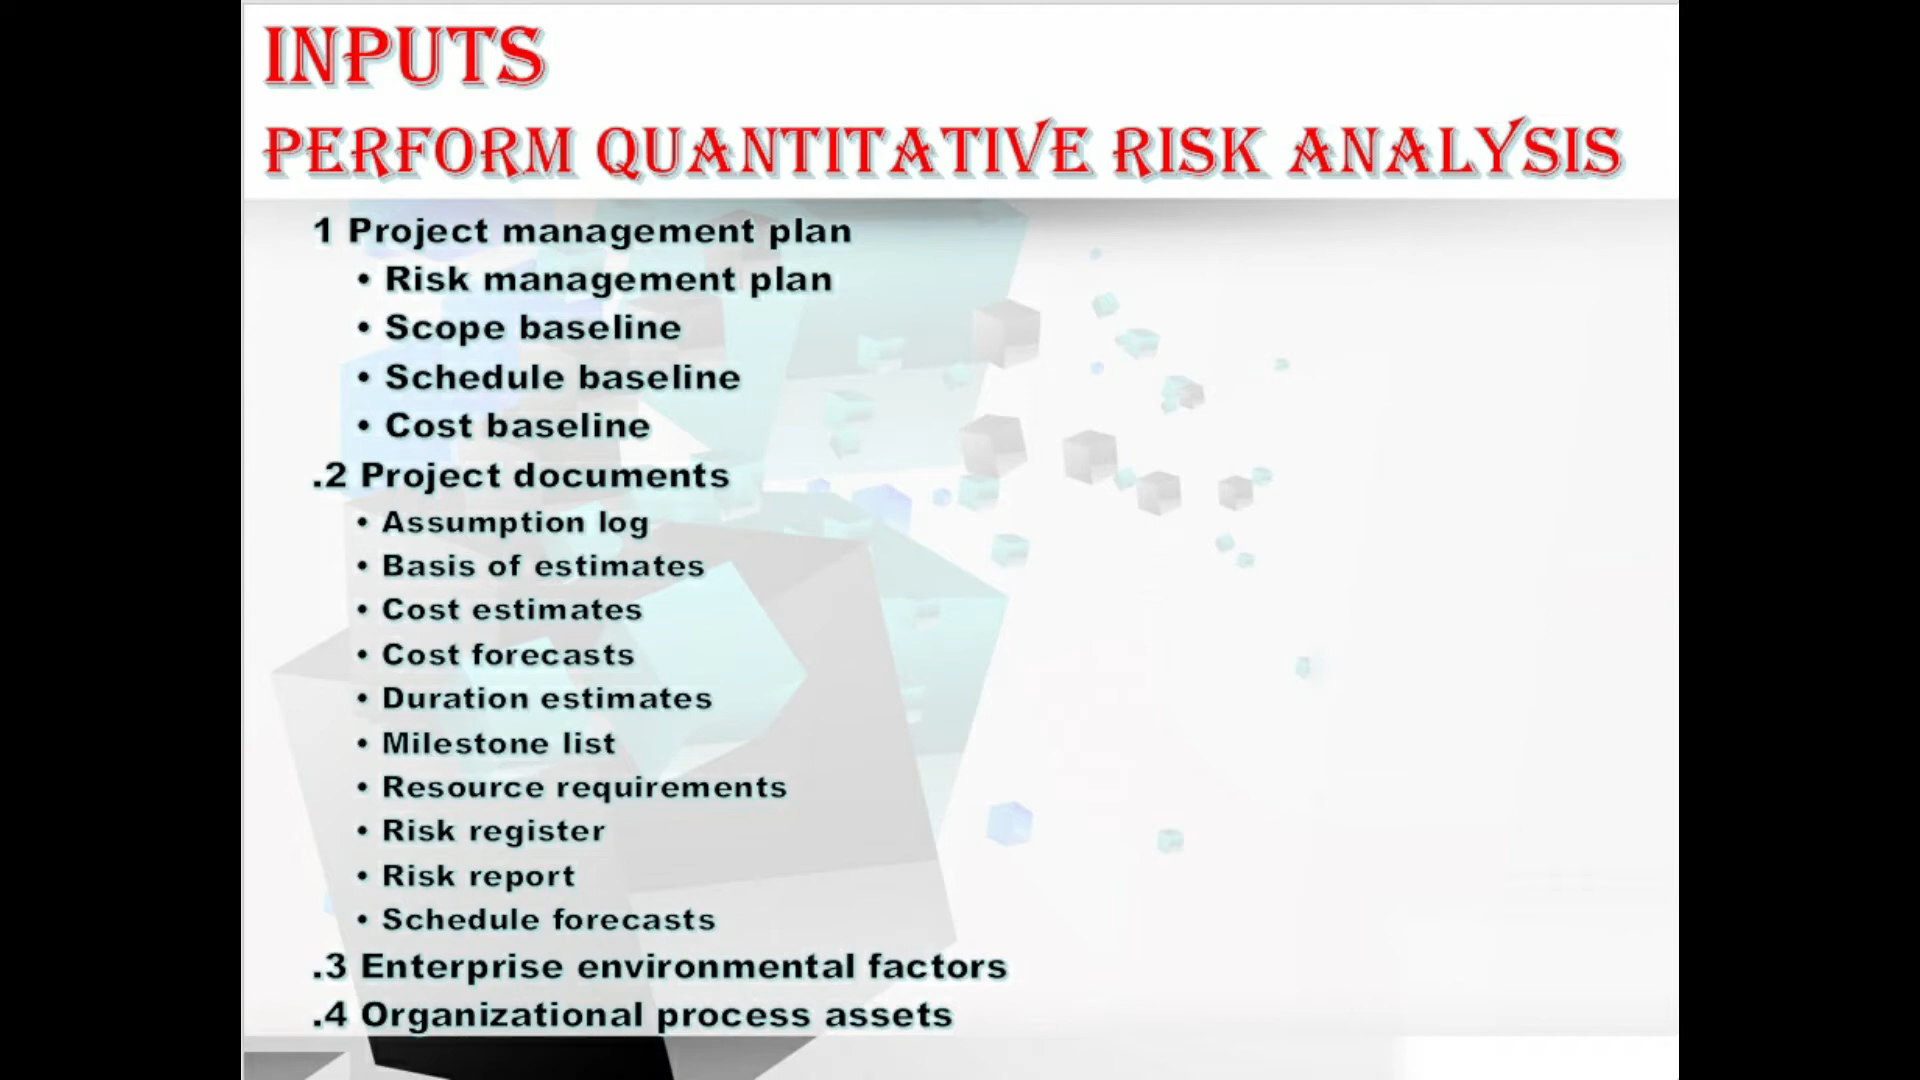 INPUTS
PERFORM QUANTITATIVE RISK ANALYSIS
1 Project management plan
• Risk management plan
• Scope baseline
• Schedule baseline
• Cost baseline
.2 Project documents
• Assumption log
• Basis of estimates
• Cost estimates
• Cost forecasts
• Duration estimates
• Milestone list
• Resource requirements
• Risk register
• Risk report
• Schedule forecasts
.3 Enterprise environmental factors
.4 Organizational process assets